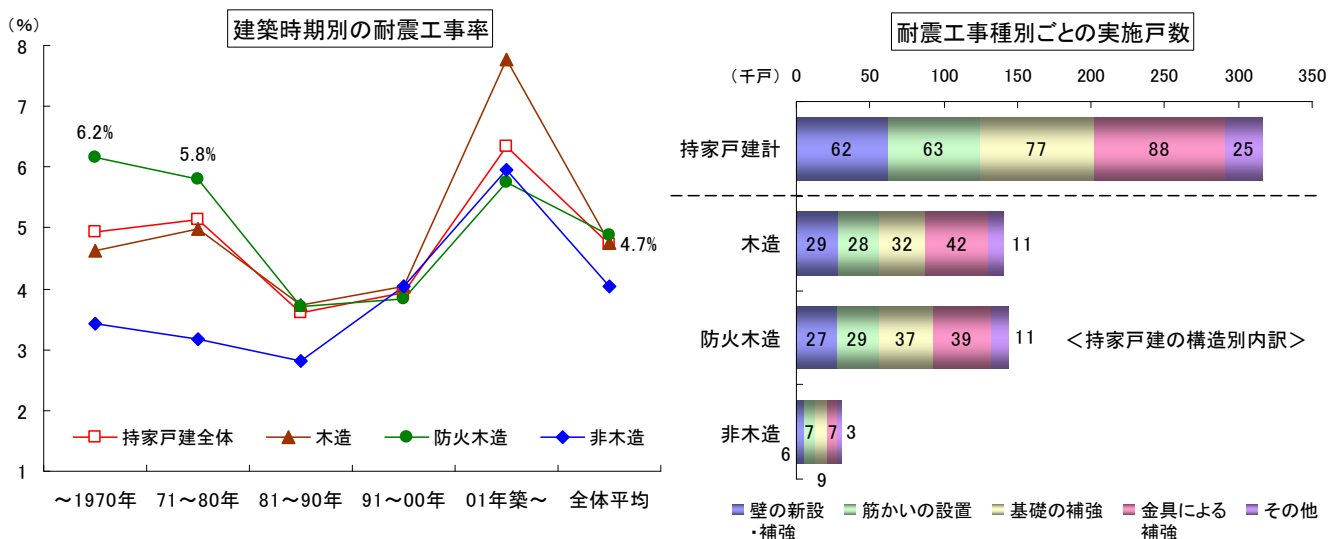 建築時期別の耐震工事率
(%)
8
7
6
5
4
3
2
1
6.2%
5.8%
4.7%
持家戸建全体
木造
防火木造
非木造
～1970年
71～80年
81～90年
91～00年
01年築～
全体平均
耐震工事種別ごとの実施戸数
(千戸)
0 50 100 150 200 250 300 350
持家戸建計
62 63 77 88 25
木造
29 28 32 42 11
防火木造
27 29 37 39 11
＜持家戸建の構造別内訳＞
非木造
6 7 9 7 3
壁の新設
・補強
筋かいの設置
基礎の補強
金具による
補強
その他